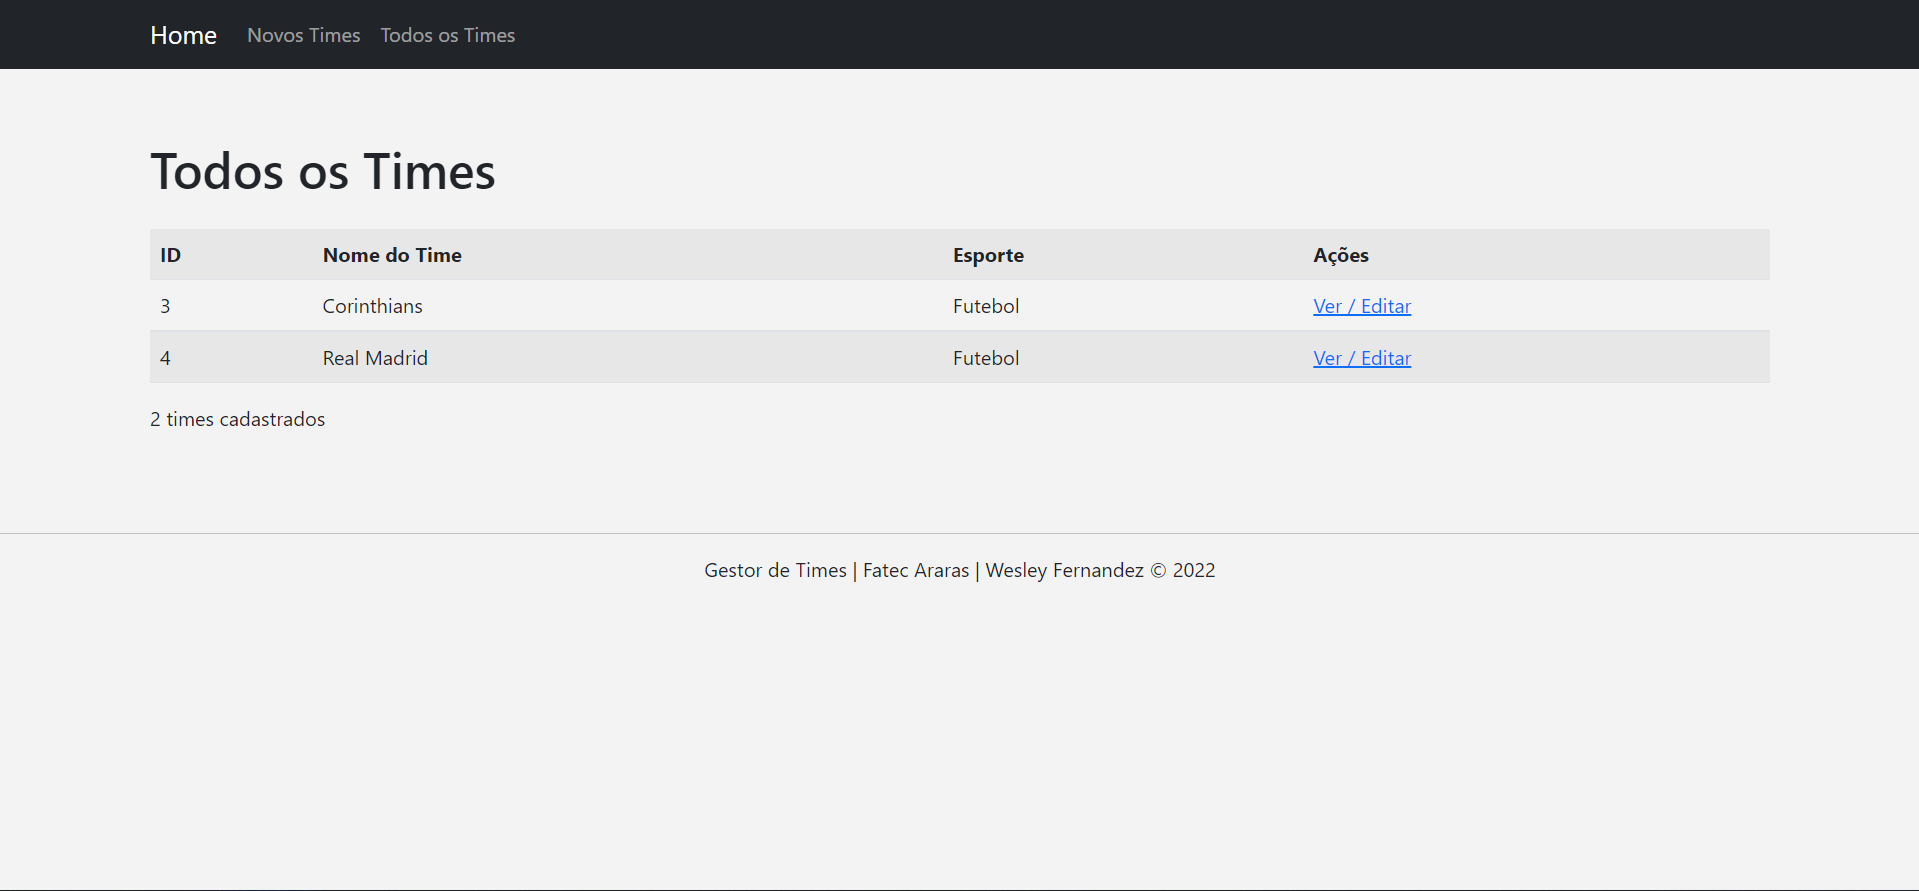 Home Novos Times Todos os Times
Todos os Times
ID Nome do Time Esporte Ações
3 Corinthians Futebol Ver / Editar
4 Real Madrid Futebol Ver / Editar
2 times cadastrados
Gestor de Times | Fatec Araras | Wesley Fernandez © 2022